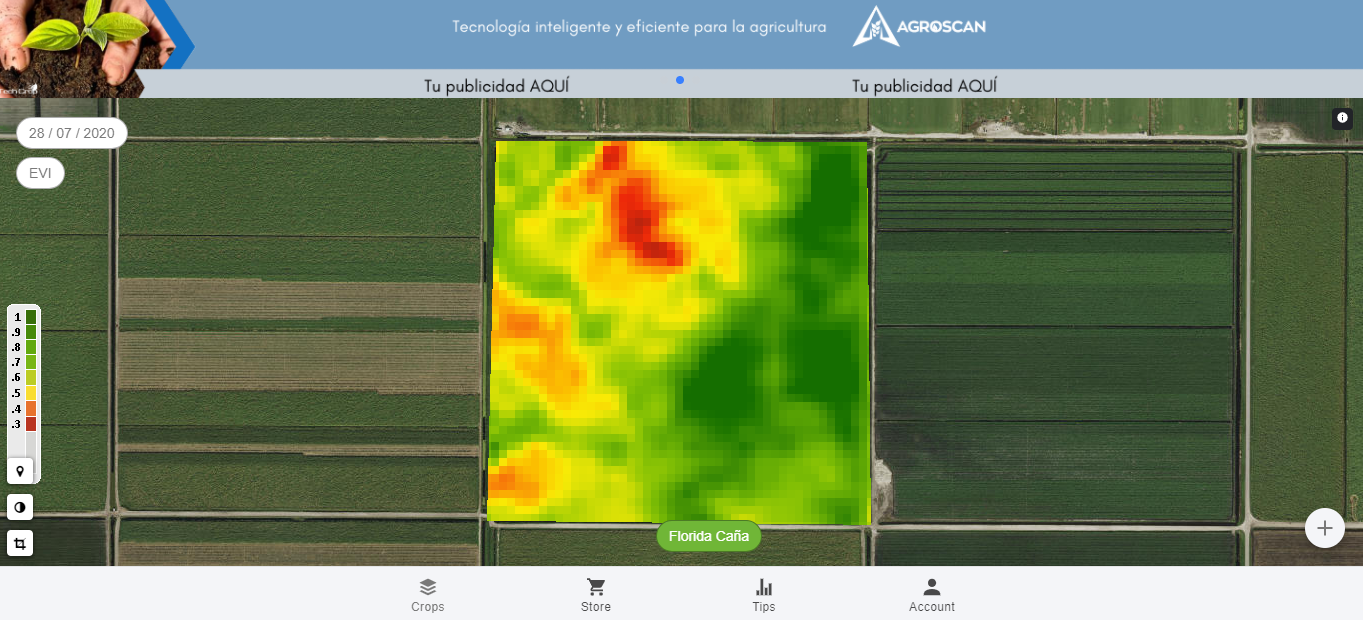 Tecnología inteligente y eficiente para la agricultura
AGROSCAN
Tu publicidad AQUÍ
Tu publicidad AQUÍ
28 / 07 / 2020
EVI
1
.9
.8
.7
.6
.5
.4
.3
Florida Caña
Crops
Store
Tips
Account